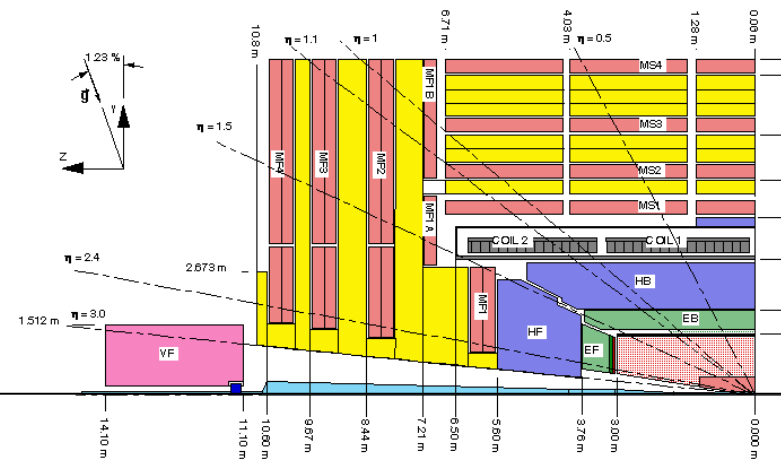 10.8 m
6.71 m
4.03 m
1.28 m
0.06 m
η = 1.1
η = 1
η = 0.5
1.23 %
g
Y
Z
η = 1.5
η = 2.4
η = 3.0
2.673 m
1.512 m
MF4
MF3
MF2
MF1 B
MF1 A
MF1
MS4
MS3
MS2
MS1
COIL 2
COIL 1
HB
EB
HF
EF
VF
14.10 m
11.10 m
10.60 m
9.67 m
8.44 m
7.21 m
6.50 m
5.60 m
3.76 m
3.00 m
0.000 m